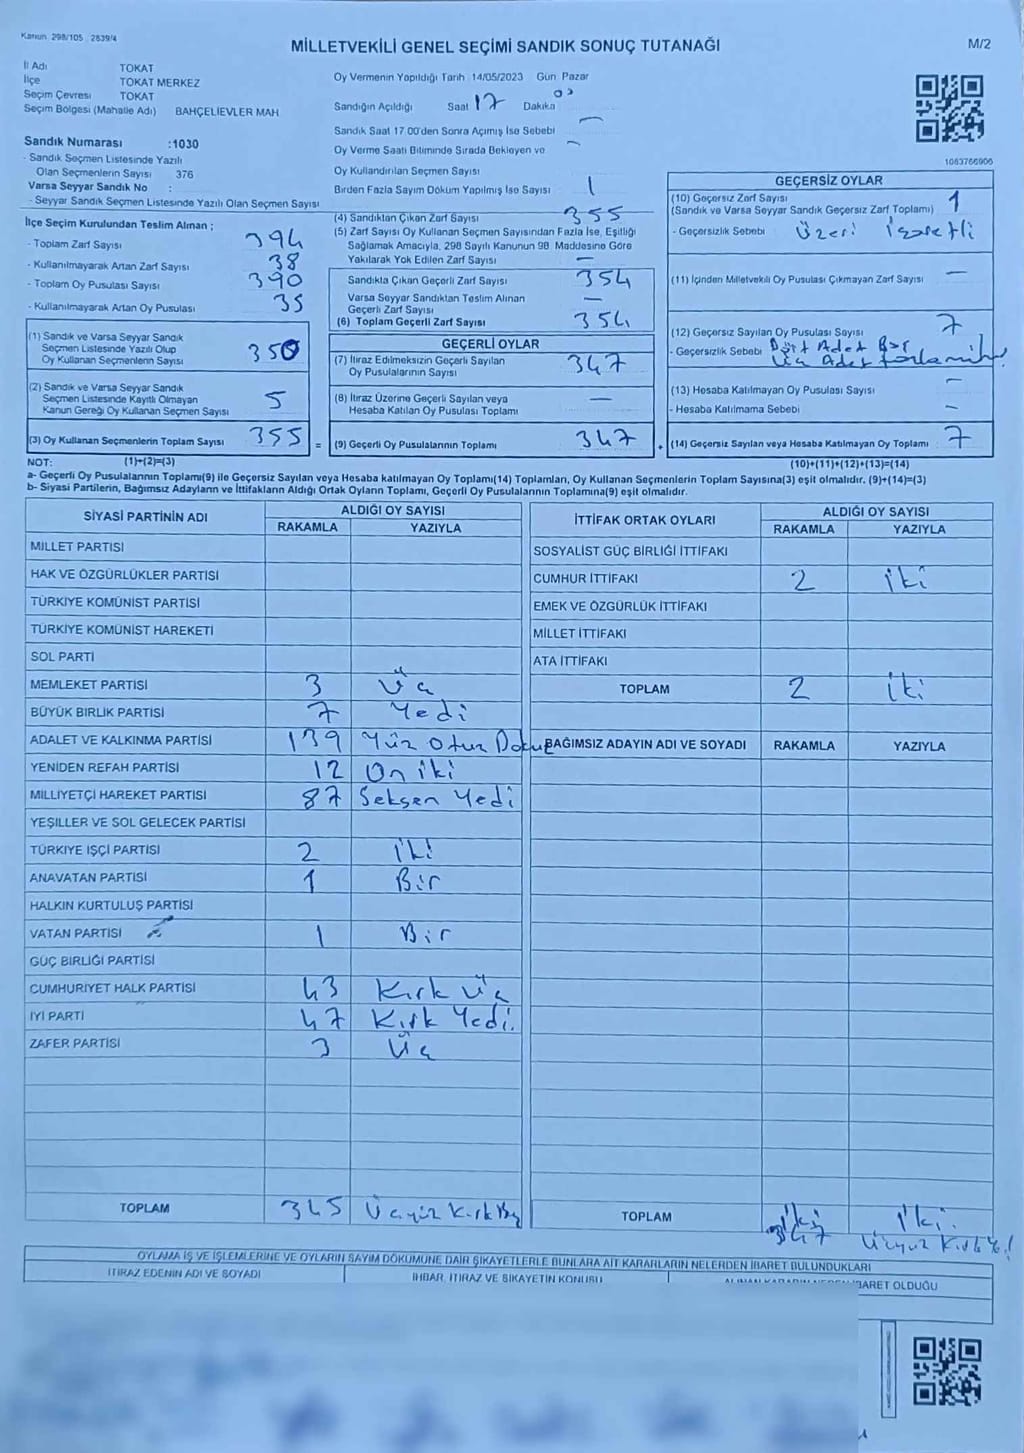 Kanun 298/105 2839/4
MİLLETVEKİLİ GENEL SEÇİMİ SANDIK SONUÇ TUTANAĞI
M/2
İl Adı TOKAT
İlçe TOKAT MERKEZ
Seçim Çevresi TOKAT
Seçim Bölgesi (Mahalle Adı) BAHÇELİEVLER MAH
Sandık Numarası :1030
- Sandık Seçmen Listesinde Yazılı
Olan Seçmenlerin Sayısı 376
Varsa Seyyar Sandık No :
- Seyyar Sandık Seçmen Listesinde Yazılı Olan Seçmen Sayısı
İlçe Seçim Kurulundan Teslim Alınan ;
- Toplam Zarf Sayısı 394
- Kullanılmayarak Artan Zarf Sayısı 38
- Toplam Oy Pusulası Sayısı 390
- Kullanılmayarak Artan Oy Pusulası 35
(1) Sandık ve Varsa Seyyar Sandık
Seçmen Listesinde Yazılı Olup
Oy Kullanan Seçmenlerin Sayısı 350
(2) Sandık ve Varsa Seyyar Sandık
Seçmen Listesinde Kayıtlı Olmayan
Kanun Gereği Oy Kullanan Seçmen Sayısı 5
(3) Oy Kullanan Seçmenlerin Toplam Sayısı 355 =
Oy Vermenin Yapıldığı Tarih 14/05/2023 Gün Pazar
Sandığın Açıldığı Saat 17 Dakika 00
Sandık Saat 17.00'den Sonra Açımış İse Sebebi
Oy Verme Saati Bitiminde Sırada Bekleyen ve
Oy Kullandırılan Seçmen Sayısı
Birden Fazla Sayım Döküm Yapılmış İse Sayısı 1
(4) Sandıktan Çıkan Zarf Sayısı 355
(5) Zarf Sayısı Oy Kullanan Seçmen Sayısından Fazla İse, Eşitliği
Sağlamak Amacıyla, 298 Sayılı Kanunun 98 Maddesine Göre
Yakılarak Yok Edilen Zarf Sayısı –
Sandıkta Çıkan Geçerli Zarf Sayısı 354
Varsa Seyyar Sandıktan Teslim Alınan
Geçerli Zarf Sayısı –
(6) Toplam Geçerli Zarf Sayısı 354
GEÇERLİ OYLAR
(7) İtiraz Edilmeksizin Geçerli Sayılan
Oy Pusulalarının Sayısı 347
(8) İtiraz Üzerine Geçerli Sayılan veya
Hesaba Katılan Oy Pusulası Toplamı –
(9) Geçerli Oy Pusulalarının Toplamı 347 +
1063766906
GEÇERSİZ OYLAR
(10) Geçersiz Zarf Sayısı 1
(Sandık ve Varsa Seyyar Sandık Geçersiz Zarf Toplamı)
- Geçersizlik Sebebi Üzeri İşaretli
(11) İçinden Milletvekili Oy Pusulası Çıkmayan Zarf Sayısı –
(12) Geçersiz Sayılan Oy Pusulası Sayısı 7
- Geçersizlik Sebebi Dört Adet Boş
Üç Adet
(13) Hesaba Katılmayan Oy Pusulası Sayısı –
- Hesaba Katılmama Sebebi –
(14) Geçersiz Sayılan veya Hesaba Katılmayan Oy Toplamı 7
NOT: (1)+(2)=(3)
(10)+(11)+(12)+(13)=(14)
a- Geçerli Oy Pusulalarının Toplamı(9) ile Geçersiz Sayılan veya Hesaba katılmayan Oy Toplamı(14) Toplamları, Oy Kullanan Seçmenlerin Toplam Sayısına(3) eşit olmalıdır. (9)+(14)=(3)
b- Siyasi Partilerin, Bağımsız Adayların ve İttifakların Aldığı Ortak Oyların Toplamı, Geçerli Oy Pusulalarının Toplamına(9) eşit olmalıdır.
SİYASİ PARTİNİN ADI ALDIĞI OY SAYISI
RAKAMLA YAZIYLA
MİLLET PARTİSİ
HAK VE ÖZGÜRLÜKLER PARTİSİ
TÜRKİYE KOMÜNİST PARTİSİ
TÜRKİYE KOMÜNİST HAREKETİ
SOL PARTİ
MEMLEKET PARTİSİ 3 Üç
BÜYÜK BİRLİK PARTİSİ 7 Yedi
ADALET VE KALKINMA PARTİSİ 139 Yüz Otuz Dokuz
YENİDEN REFAH PARTİSİ 12 On iki
MİLLİYETÇİ HAREKET PARTİSİ 87 Seksen Yedi
YEŞİLLER VE SOL GELECEK PARTİSİ
TÜRKİYE İŞÇİ PARTİSİ 2 İki
ANAVATAN PARTİSİ 1 Bir
HALKIN KURTULUŞ PARTİSİ
VATAN PARTİSİ 1 Bir
GÜÇ BİRLİĞİ PARTİSİ
CUMHURİYET HALK PARTİSİ 43 Kırk Üç
İYİ PARTİ 47 Kırk Yedi.
ZAFER PARTİSİ 3 Üç
TOPLAM 345 Üçyüz Kırk Beş
İTTİFAK ORTAK OYLARI ALDIĞI OY SAYISI
RAKAMLA YAZIYLA
SOSYALİST GÜÇ BİRLİĞİ İTTİFAKI
CUMHUR İTTİFAKI 2 İki
EMEK VE ÖZGÜRLÜK İTTİFAKI
MİLLET İTTİFAKI
ATA İTTİFAKI
TOPLAM 2 İki
BAĞIMSIZ ADAYIN ADI VE SOYADI RAKAMLA YAZIYLA
TOPLAM İki İki.
347 Üçyüz Kırk
OYLAMA İŞ VE İŞLEMLERİNE VE OYLARIN SAYIM DÖKÜMÜNE DAİR ŞİKAYETLERLE BUNLARA AİT KARARLARIN NELERDEN İBARET BULUNDUKLARI
İTİRAZ EDENİN ADI VE SOYADI
İHBAR, İTİRAZ VE ŞİKAYETİN KONUSU
ALINAN KARARIN NEDEN İBARET OLDUĞU